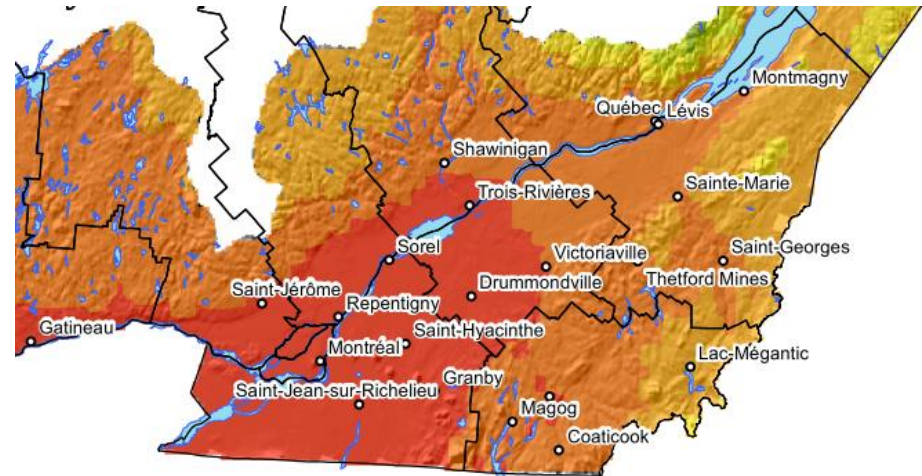 Montmagny
Québec
Lévis
Shawinigan
Trois-Rivières
Sainte-Marie
Sorel
Victoriaville
Saint-Georges
Saint-Jérôme
Drummondville
Thetford Mines
Repentigny
Gatineau
Saint-Hyacinthe
Montréal
Lac-Mégantic
Saint-Jean-sur-Richelieu
Granby
Magog
Coaticook